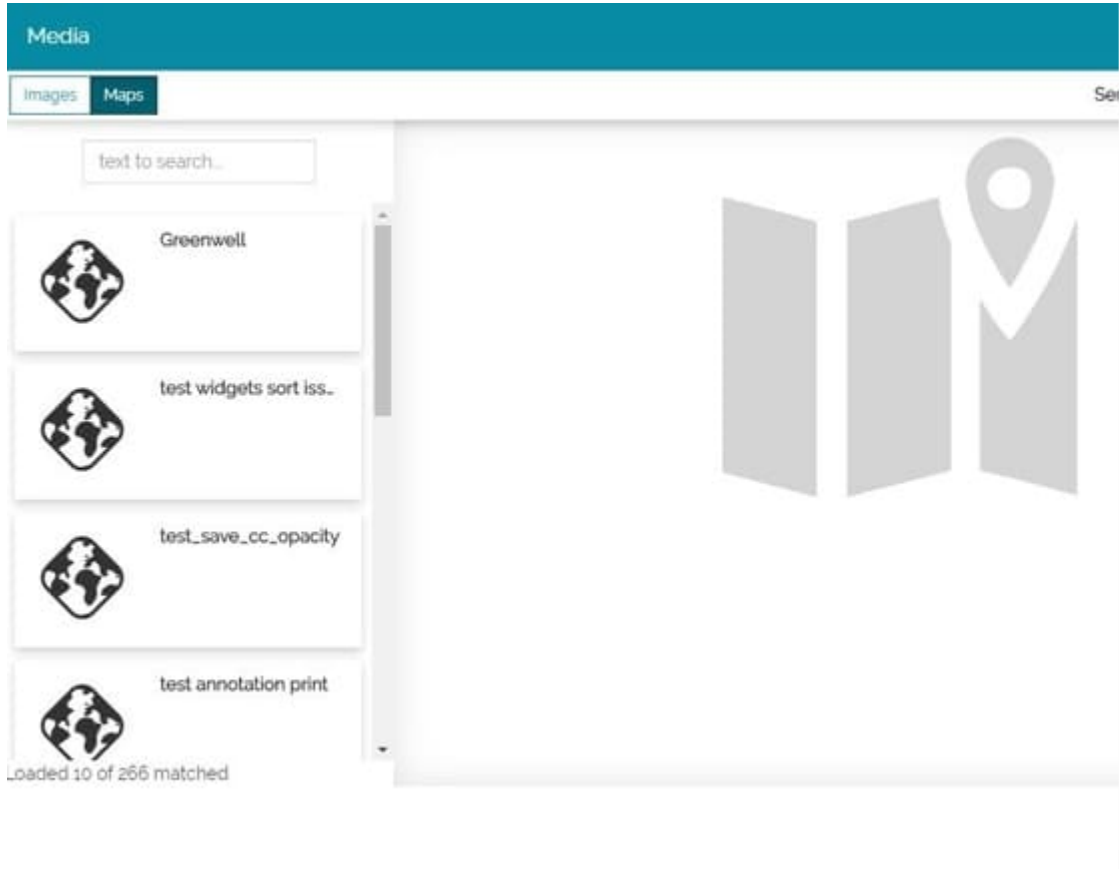 Media
Images Maps
Ser
text to search...
Greenwell
test widgets sort iss...
test_save_cc_opacity
test annotation print
Loaded 10 of 266 matched